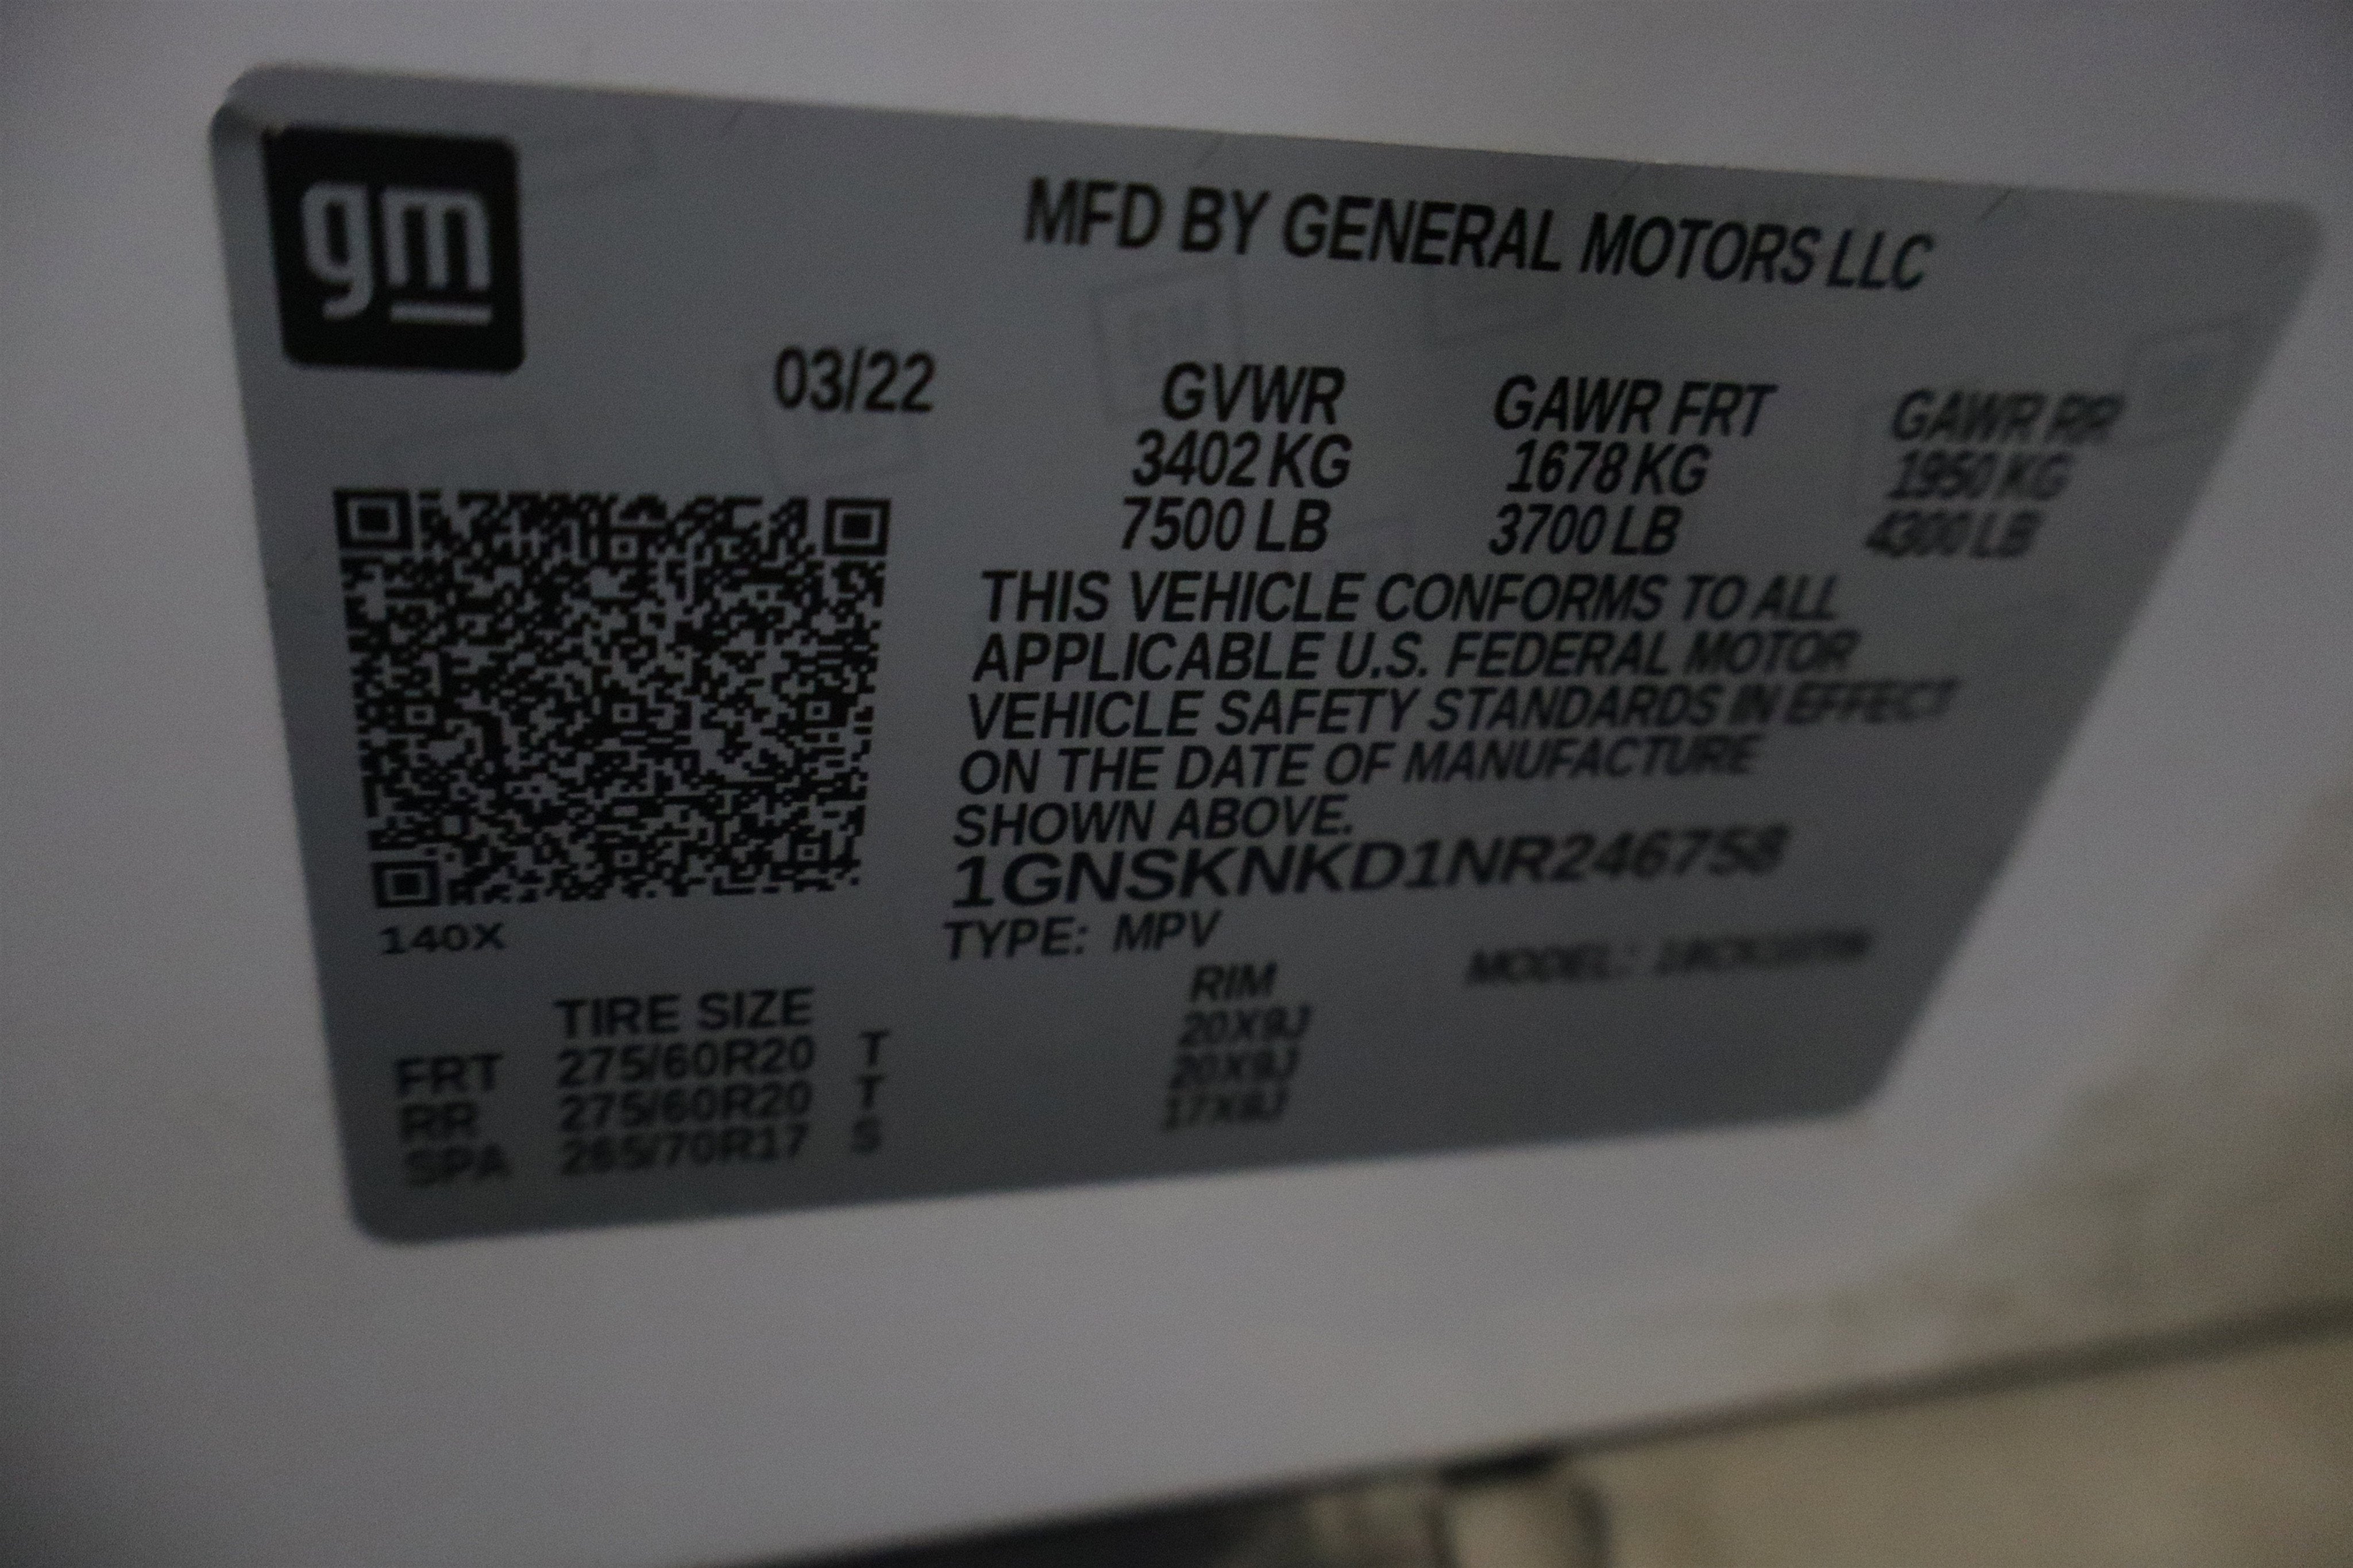 gm
MFD BY GENERAL MOTORS LLC
03/22 GVWR GAWR FRT GAWR RR
3402 KG 1678 KG 1950 KG
7500 LB 3700 LB 4300 LB
THIS VEHICLE CONFORMS TO ALL
APPLICABLE U.S. FEDERAL MOTOR
VEHICLE SAFETY STANDARDS IN EFFECT
ON THE DATE OF MANUFACTURE
SHOWN ABOVE.
1GNSKNKD1NR246758
140X
TYPE: MPV MODEL:
TIRE SIZE RIM
FRT 275/60R20 T 20X9J
RR 275/60R20 T 20X9J
SPA 265/70R17 S 17X8J